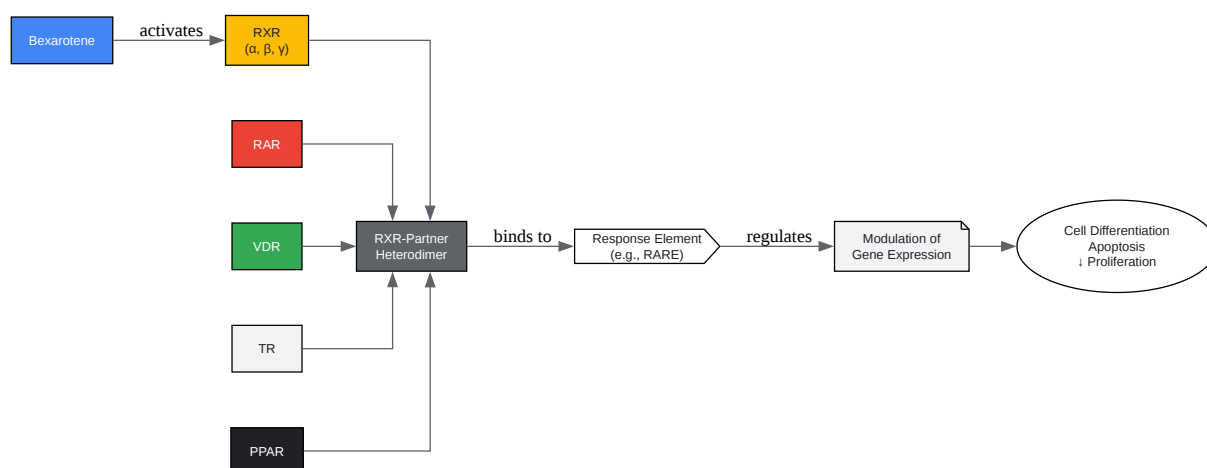 Bexarotene
activates
RXR
(α, β, γ)
RAR
VDR
RXR-Partner
Heterodimer
binds to
Response Element
(e.g., RARE)
regulates
Modulation of
Gene Expression
Cell Differentiation
Apoptosis
↓ Proliferation
TR
PPAR